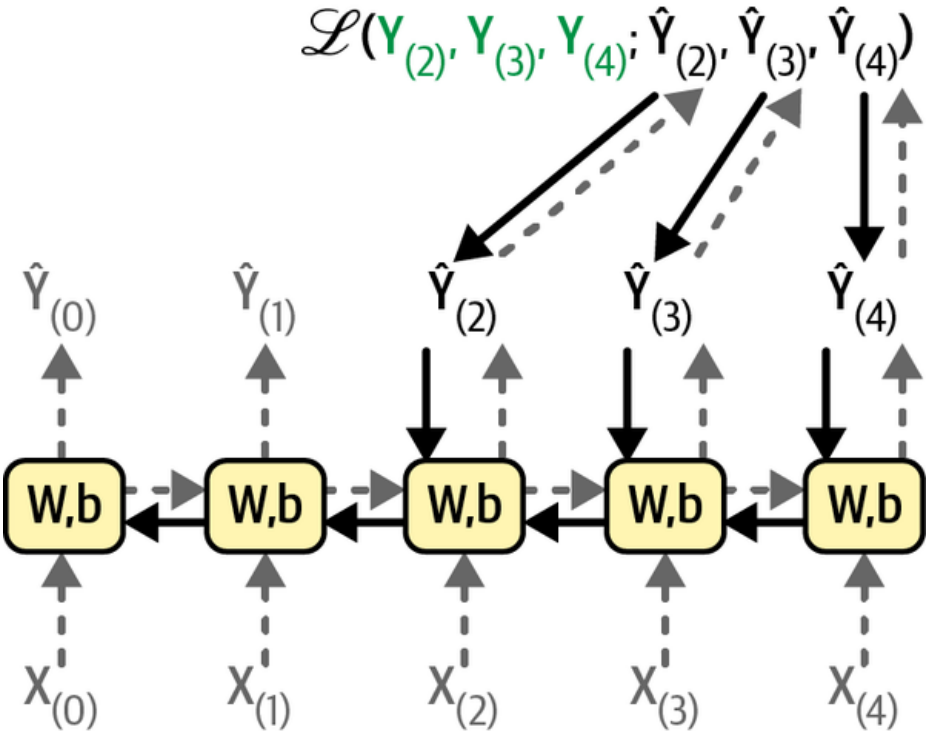 ℒ(Y(2), Y(3), Y(4); Ŷ(2), Ŷ(3), Ŷ(4))
Ŷ(0) Ŷ(1) Ŷ(2) Ŷ(3) Ŷ(4)
W,b W,b W,b W,b W,b
X(0) X(1) X(2) X(3) X(4)